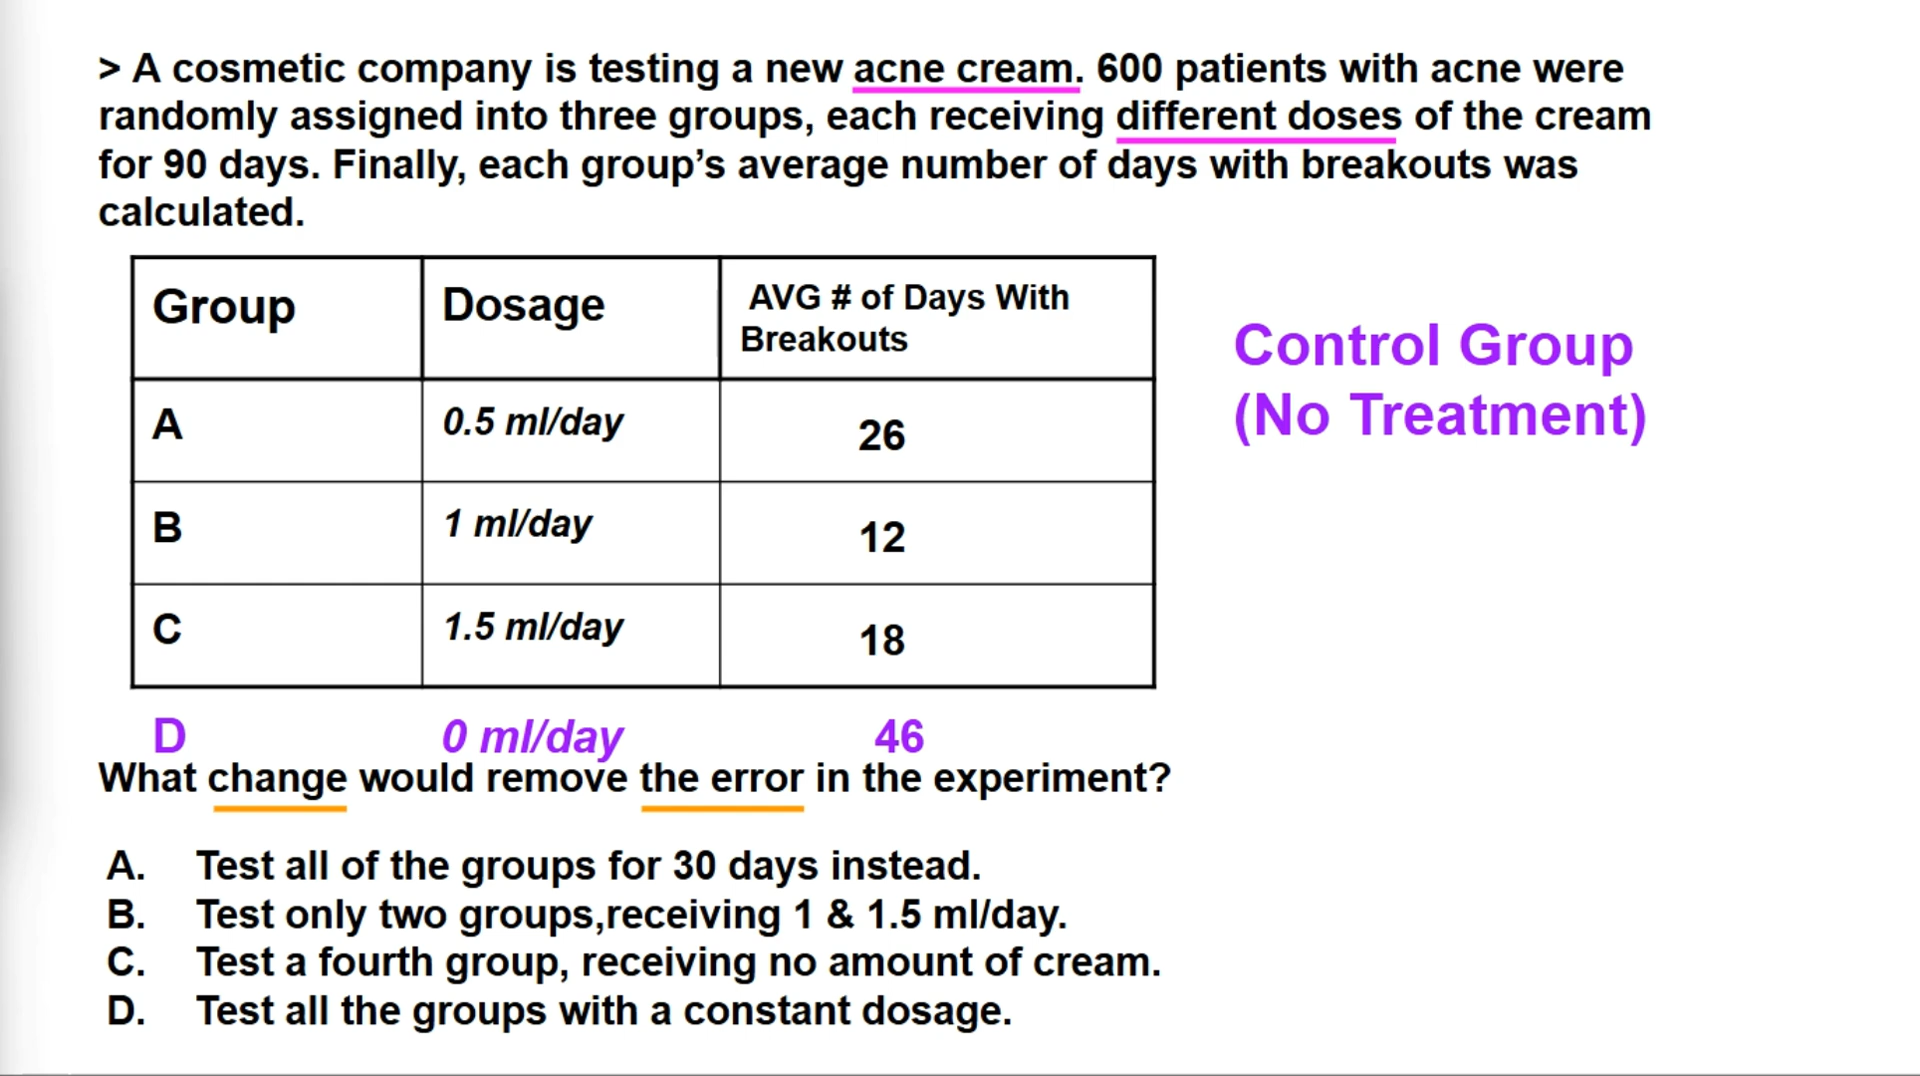 > A cosmetic company is testing a new acne cream. 600 patients with acne were
randomly assigned into three groups, each receiving different doses of the cream
for 90 days. Finally, each group’s average number of days with breakouts was
calculated.
Group Dosage AVG # of Days With
Breakouts
Control Group
(No Treatment)
A 0.5 ml/day 26
B 1 ml/day 12
C 1.5 ml/day 18
D 0 ml/day 46
What change would remove the error in the experiment?
A. Test all of the groups for 30 days instead.
B. Test only two groups,receiving 1 & 1.5 ml/day.
C. Test a fourth group, receiving no amount of cream.
D. Test all the groups with a constant dosage.